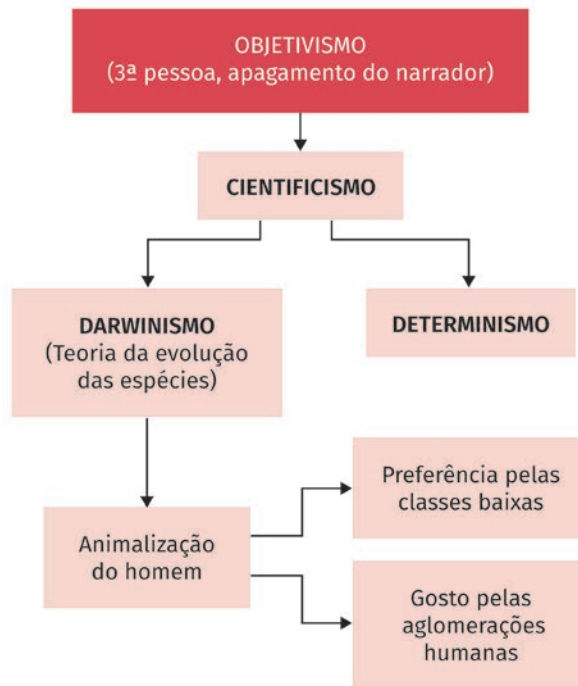 OBJETIVISMO
(3ª pessoa, apagamento do narrador)
CIENTIFICISMO
DARWINISMO
(Teoria da evolução
das espécies)
DETERMINISMO
Animalização
do homem
Preferência pelas
classes baixas
Gosto pelas
aglomerações
humanas